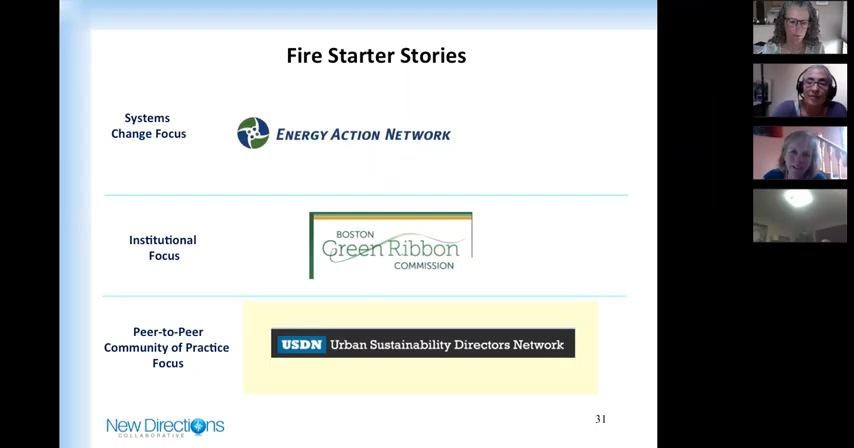 Fire Starter Stories
Systems
Change Focus
ENERGY ACTION NETWORK
Institutional
Focus
BOSTON
Green Ribbon
COMMISSION
Peer-to-Peer
Community of Practice
Focus
USDN Urban Sustainability Directors Network
New Directions
COLLABORATIVE
31